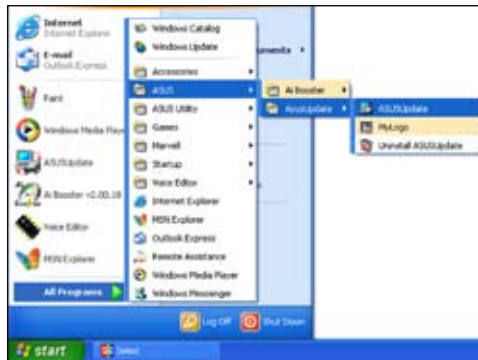 Internet
Internet Explorer
E-mail
Outlook Express
Paint
Windows Media Player
ASUSUpdate
Ai Booster v2.00.18
Voice Editor
MSN Explorer
All Programs
Windows Catalog
Windows Update
Accessories
ASUS
ASUS Utility
Games
Marvell
Startup
Voice Editor
Internet Explorer
MSN Explorer
Outlook Express
Remote Assistance
Windows Media Player
Windows Messenger
Ai Booster
AsusUpdate
ASUSUpdate
MyLogo
Uninstall ASUSUpdate
Log Off
Shut Down
start